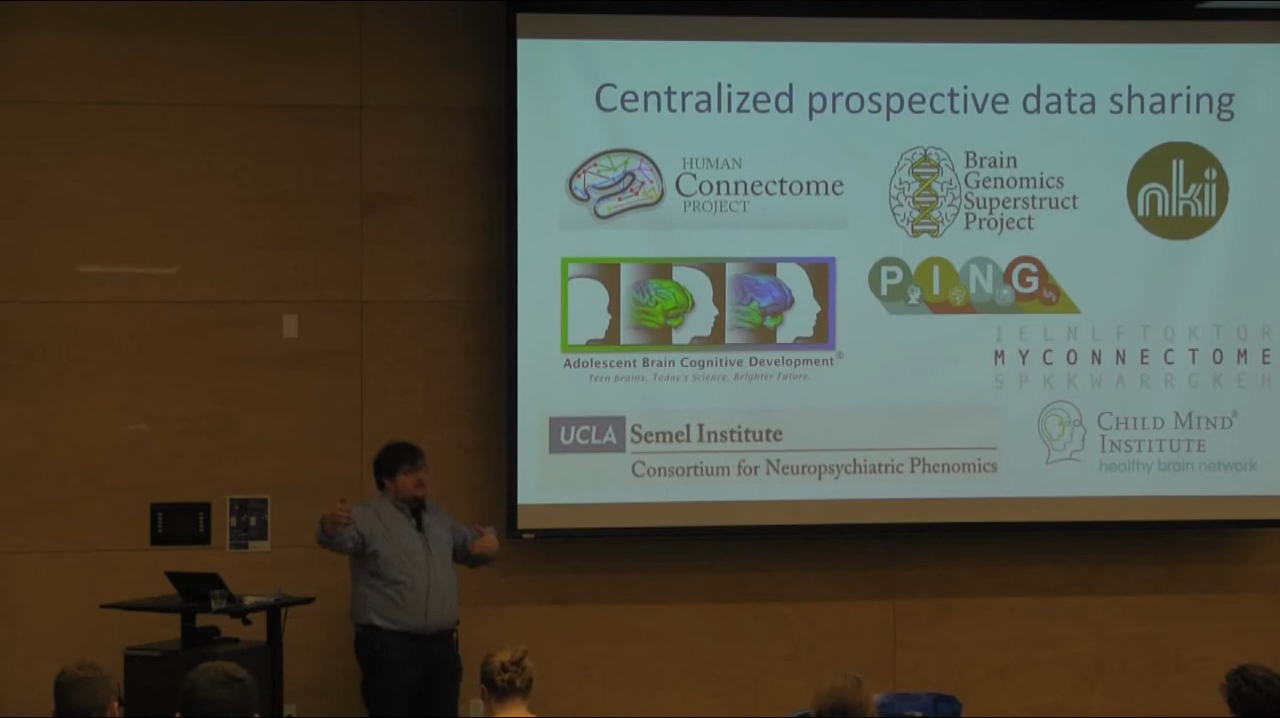 Centralized prospective data sharing
HUMAN
Connectome
PROJECT
Brain
Genomics
Superstruct
Project
nki
PING
Adolescent Brain Cognitive Development®
Teen Brains. Today's Science. Brighter Future.
I E L N L F T Q K T Q R
M Y C O N N E C T O M E
S P K K W A R R G K E H
UCLA Semel Institute
Consortium for Neuropsychiatric Phenomics
CHILD MIND®
INSTITUTE
healthy brain network